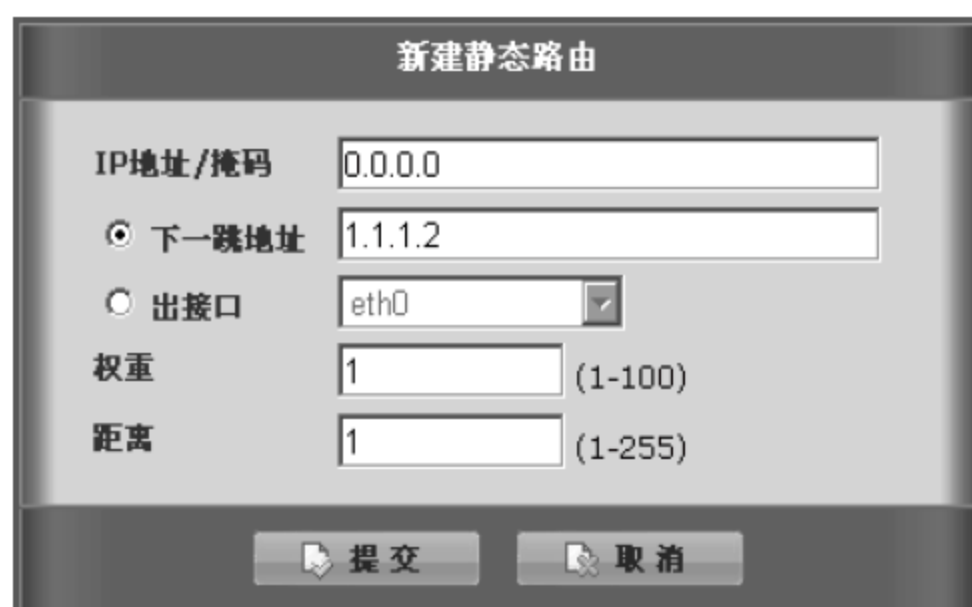 新建静态路由
IP地址/掩码 0.0.0.0
下一跳地址 1.1.1.2
出接口 eth0
权重 1 (1-100)
距离 1 (1-255)
提交 取消